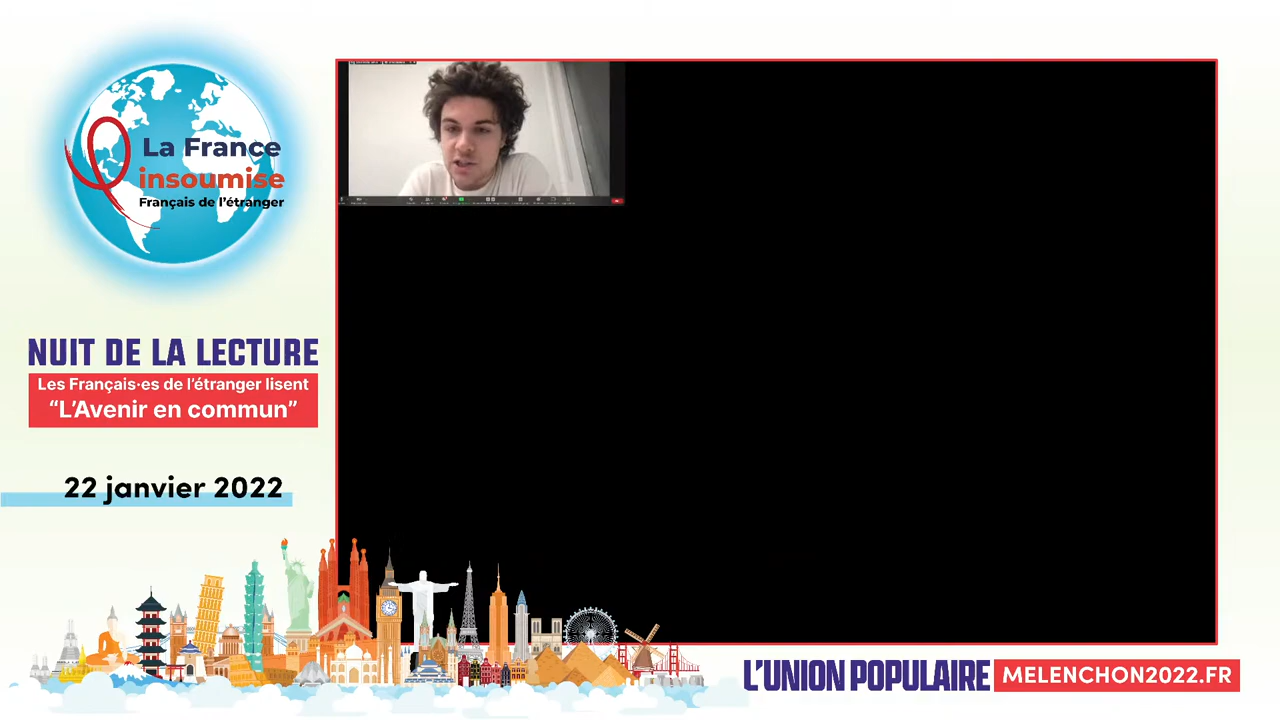 La France
insoumise
Français de l'étranger
NUIT DE LA LECTURE
Les Français·es de l'étranger lisent
“L'Avenir en commun”
22 janvier 2022
L'UNION POPULAIRE
MELENCHON2022.FR